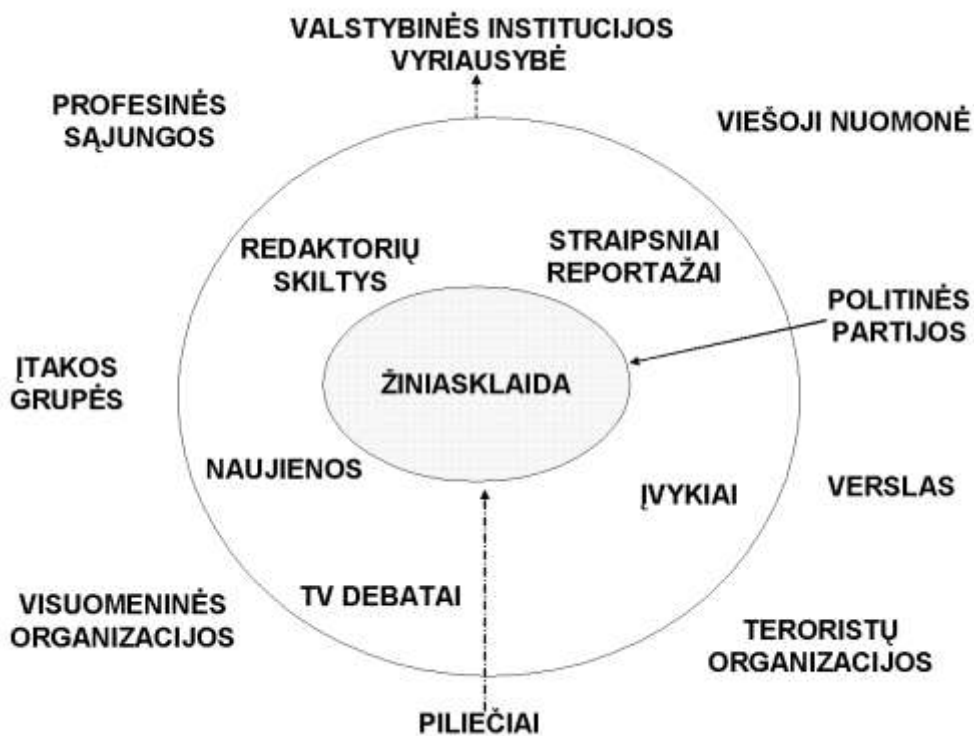 VALSTYBINĖS INSTITUCIJOS
VYRIAUSYBĖ
PROFESINĖS
SĄJUNGOS
VIEŠOJI NUOMONĖ
REDAKTORIŲ
SKILTYS
STRAIPSNIAI
REPORTAŽAI
POLITINĖS
PARTIJOS
ĮTAKOS
GRUPĖS
ŽINIASKLAIDA
NAUJIENOS
ĮVYKIAI
VERSLAS
TV DEBATAI
VISUOMENINĖS
ORGANIZACIJOS
TERORISTŲ
ORGANIZACIJOS
PILIEČIAI